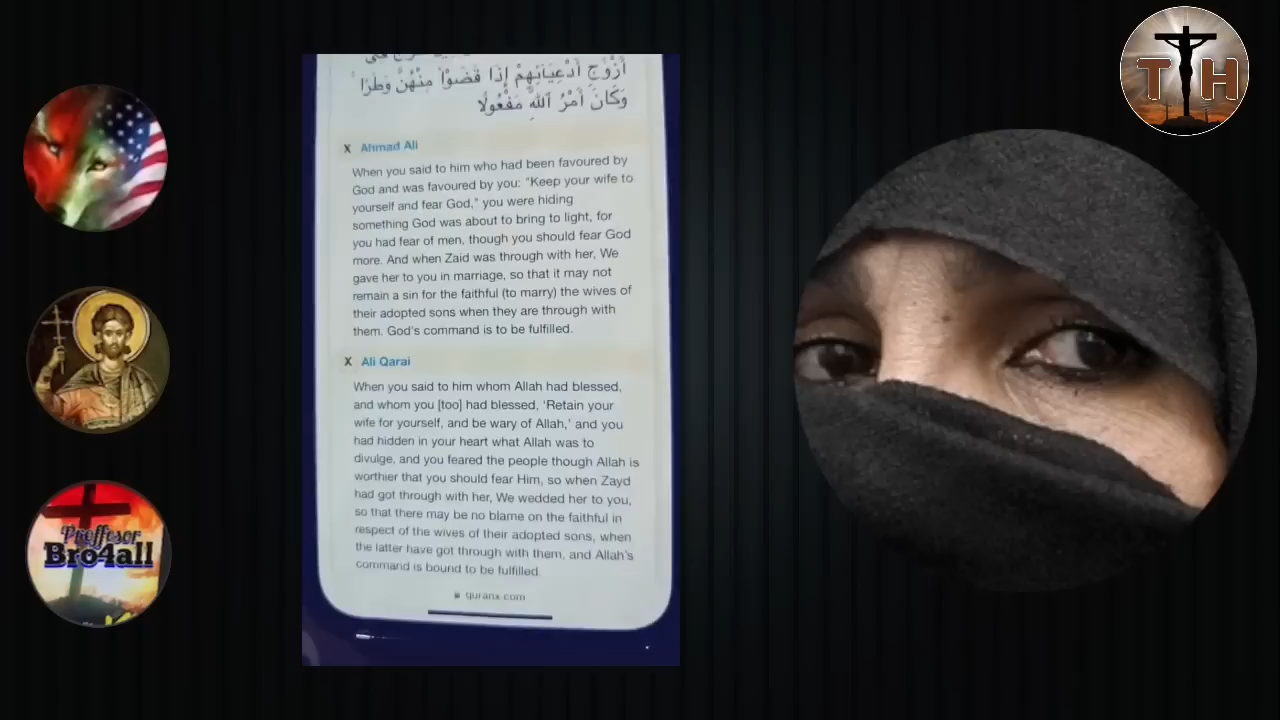 أَزْوَٰجِ أَدْعِيَائِهِمْ إِذَا قَضَوْا۟ مِنْهُنَّ وَطَرًا ۚ
وَكَانَ أَمْرُ ٱللَّهِ مَفْعُولًا
X Ahmad Ali
When you said to him who had been favoured by
God and was favoured by you: "Keep your wife to
yourself and fear God," you were hiding
something God was about to bring to light, for
you had fear of men, though you should fear God
more. And when Zaid was through with her, We
gave her to you in marriage, so that it may not
remain a sin for the faithful (to marry) the wives of
their adopted sons when they are through with
them. God's command is to be fulfilled.
X Ali Qarai
When you said to him whom Allah had blessed,
and whom you [too] had blessed, 'Retain your
wife for yourself, and be wary of Allah,' and you
had hidden in your heart what Allah was to
divulge, and you feared the people though Allah is
worthier that you should fear Him, so when Zayd
had got through with her, We wedded her to you,
so that there may be no blame on the faithful in
respect of the wives of their adopted sons, when
the latter have got through with them, and Allah's
command is bound to be fulfilled.
quranx.com
Proffesor
Bro4all
T H